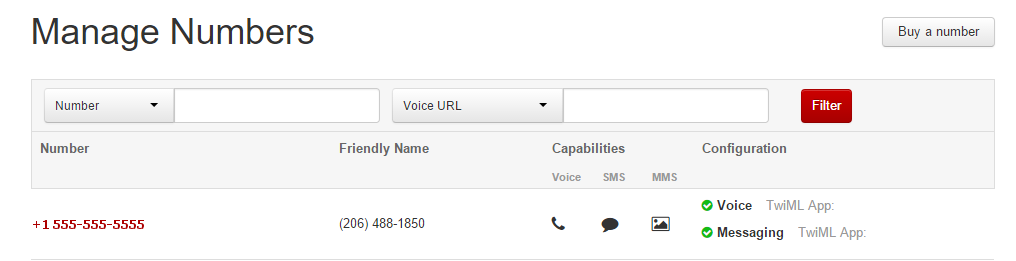 Manage Numbers
Buy a number
Number Voice URL Filter
Number Friendly Name Capabilities Configuration
Voice SMS MMS
Voice TwiML App:
+1 555-555-5555 (206) 488-1850
Messaging TwiML App: